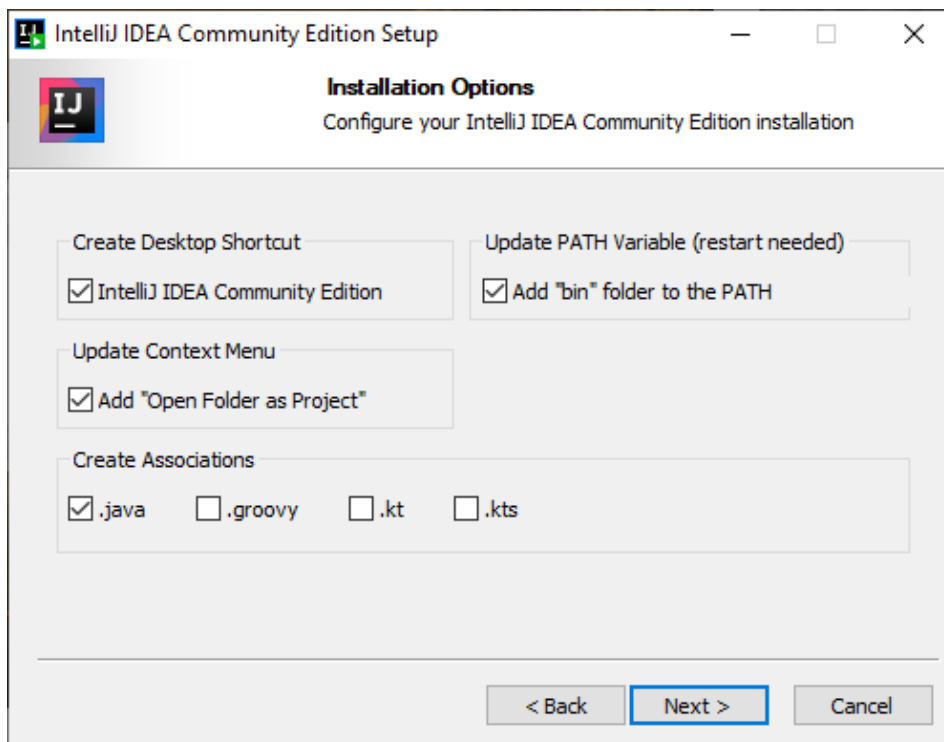 IntelliJ IDEA Community Edition Setup
IJ
Installation Options
Configure your IntelliJ IDEA Community Edition installation
Create Desktop Shortcut
IntelliJ IDEA Community Edition
Update PATH Variable (restart needed)
Add "bin" folder to the PATH
Update Context Menu
Add "Open Folder as Project"
Create Associations
.java .groovy .kt .kts
< Back Next > Cancel